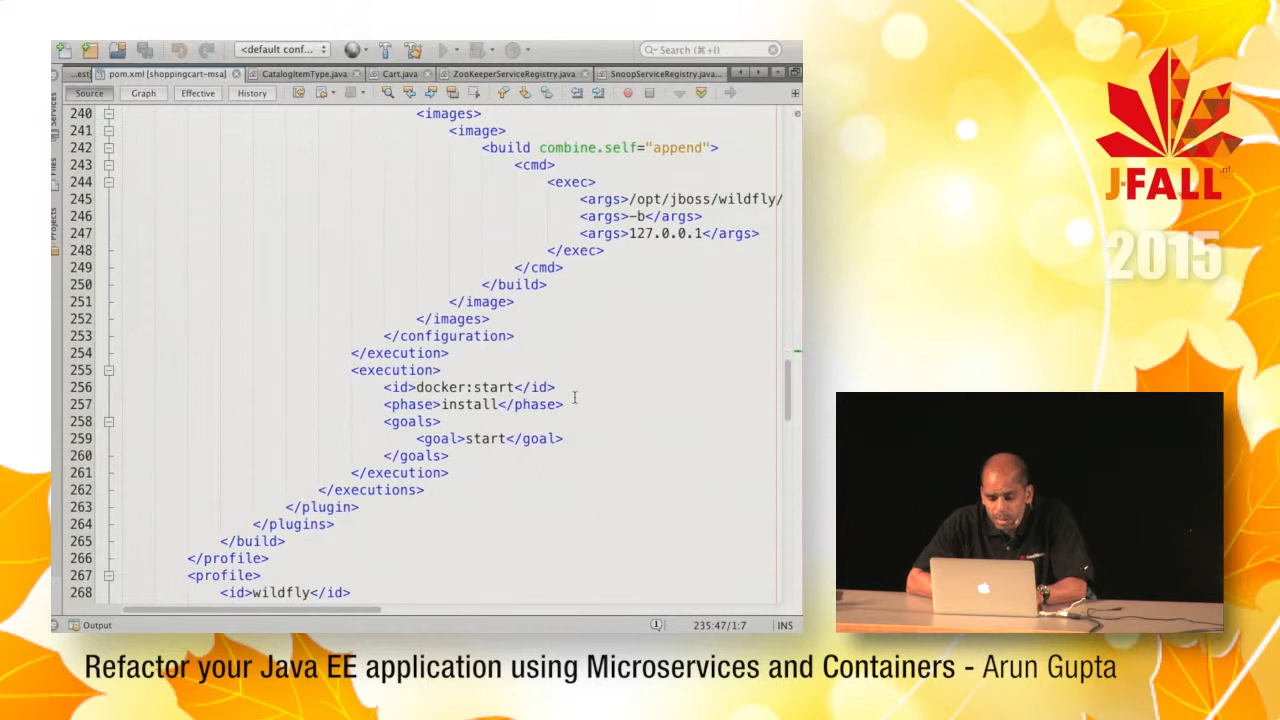 <default conf...
Search (⌘+I)
...est
pom.xml [shoppingcart-msa]
CatalogItemType.java
Cart.java
ZooKeeperServiceRegistry.java
SnoopServiceRegistry.java...
Source
Graph
Effective
History
Services
Files
Projects
240 <images>
241 <image>
242 <build combine.self="append">
243 <cmd>
244 <exec>
245 <args>/opt/jboss/wildfly/
246 <args>-b</args>
247 <args>127.0.0.1</args>
248 </exec>
249 </cmd>
250 </build>
251 </image>
252 </images>
253 </configuration>
254 </execution>
255 <execution>
256 <id>docker:start</id>
257 <phase>install</phase>
258 <goals>
259 <goal>start</goal>
260 </goals>
261 </execution>
262 </executions>
263 </plugin>
264 </plugins>
265 </build>
266 </profile>
267 <profile>
268 <id>wildfly</id>
Output
1
235:47/1:7
INS
J-FALL.nl
2015
Refactor your Java EE application using Microservices and Containers - Arun Gupta